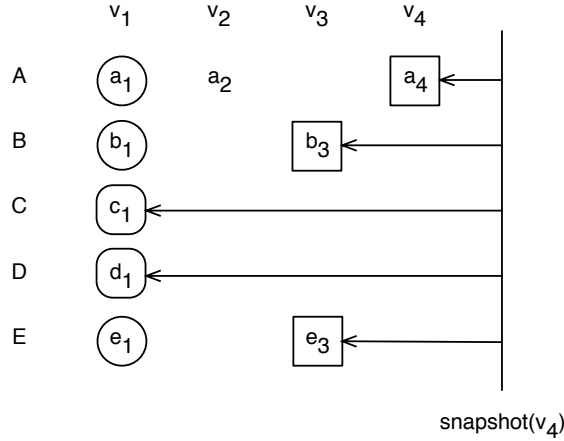 v1 v2 v3 v4
A a1 a2 a4
B b1 b3
C c1
D d1
E e1 e3
snapshot(v4)